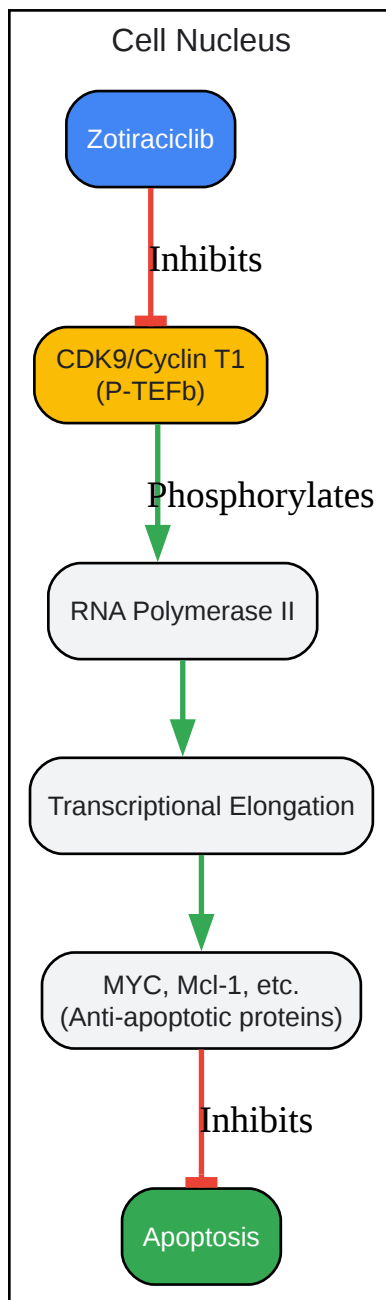 Cell Nucleus
Zotiraciclib
Inhibits
CDK9/Cyclin T1
(P-TEFb)
Phosphorylates
RNA Polymerase II
Transcriptional Elongation
MYC, Mcl-1, etc.
(Anti-apoptotic proteins)
Inhibits
Apoptosis